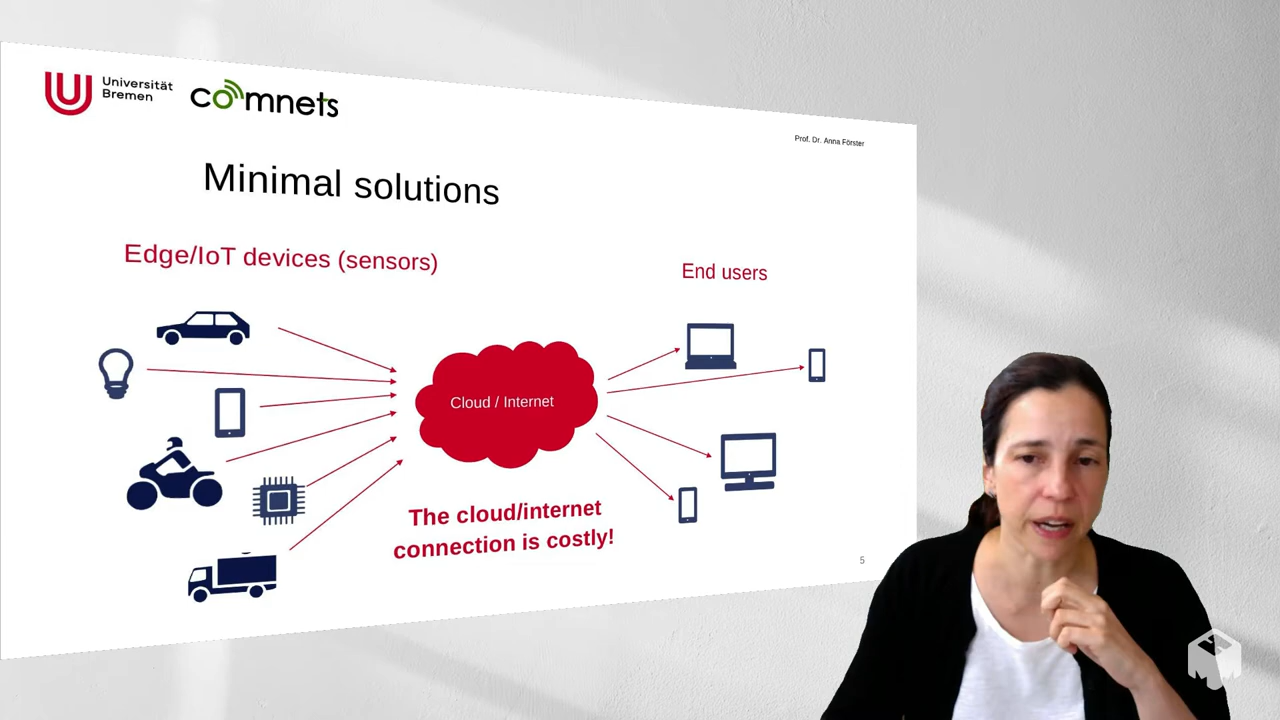 Universität
Bremen
comnets
Prof. Dr. Anna Förster
Minimal solutions
Edge/IoT devices (sensors)
End users
Cloud / Internet
The cloud/internet
connection is costly!
5